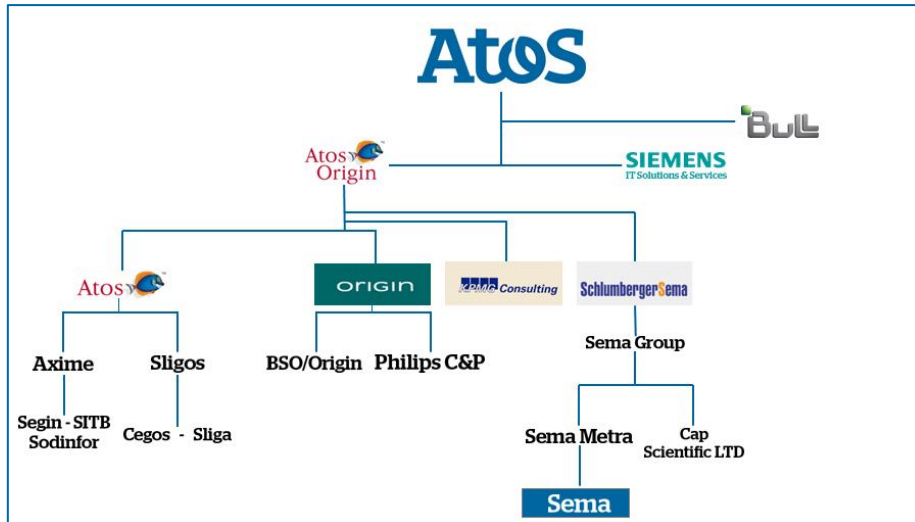 Atos
Bull
Atos
Origin
SIEMENS
IT Solutions & Services
Atos
ORIGIN
KPMG Consulting
SchlumbergerSema
Axime
Sligos
BSO/Origin
Philips C&P
Sema Group
Segin - SITB
Sodinfor
Cegos - Sliga
Sema Metra
Cap
Scientific LTD
Sema